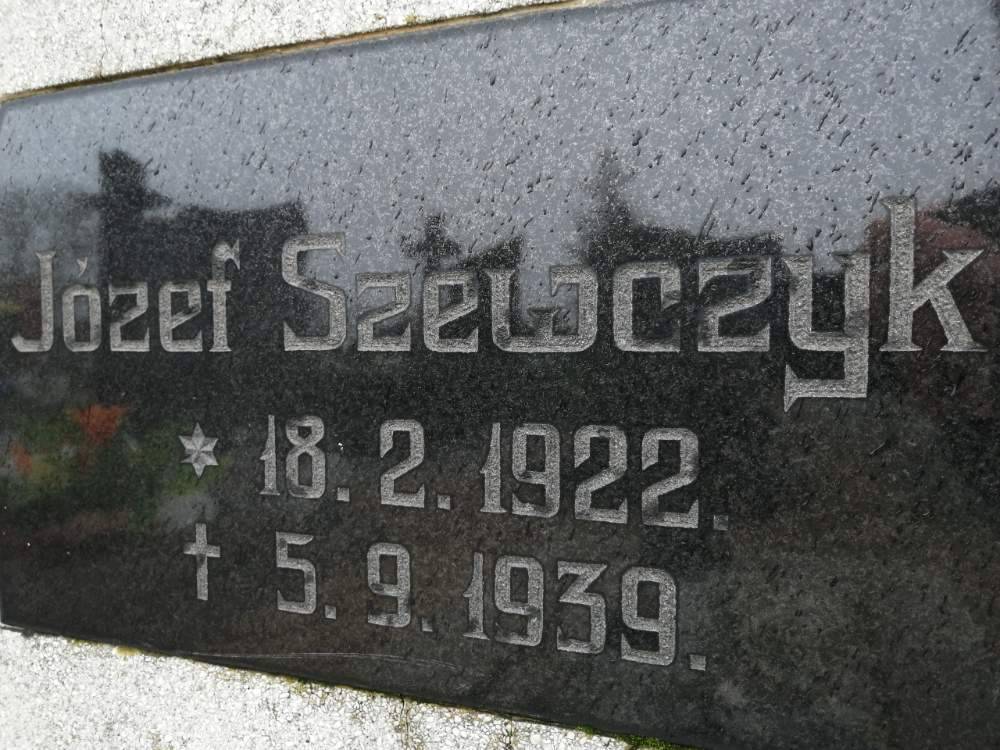 Józef Szewczyk
* 18. 2. 1922.
† 5. 9. 1939.